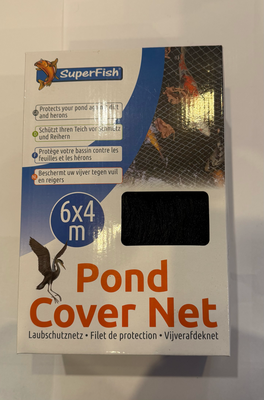 SuperFish
Protects your pond against dirt
and herons
Schützt Ihren Teich vor Schmutz
und Reihern
Protège votre bassin contre les
feuilles et les hérons
Beschermt uw vijver tegen vuil
en reigers
6x4
m
Pond
Cover Net
Laubschutznetz • Filet de protection • Vijverafdeknet